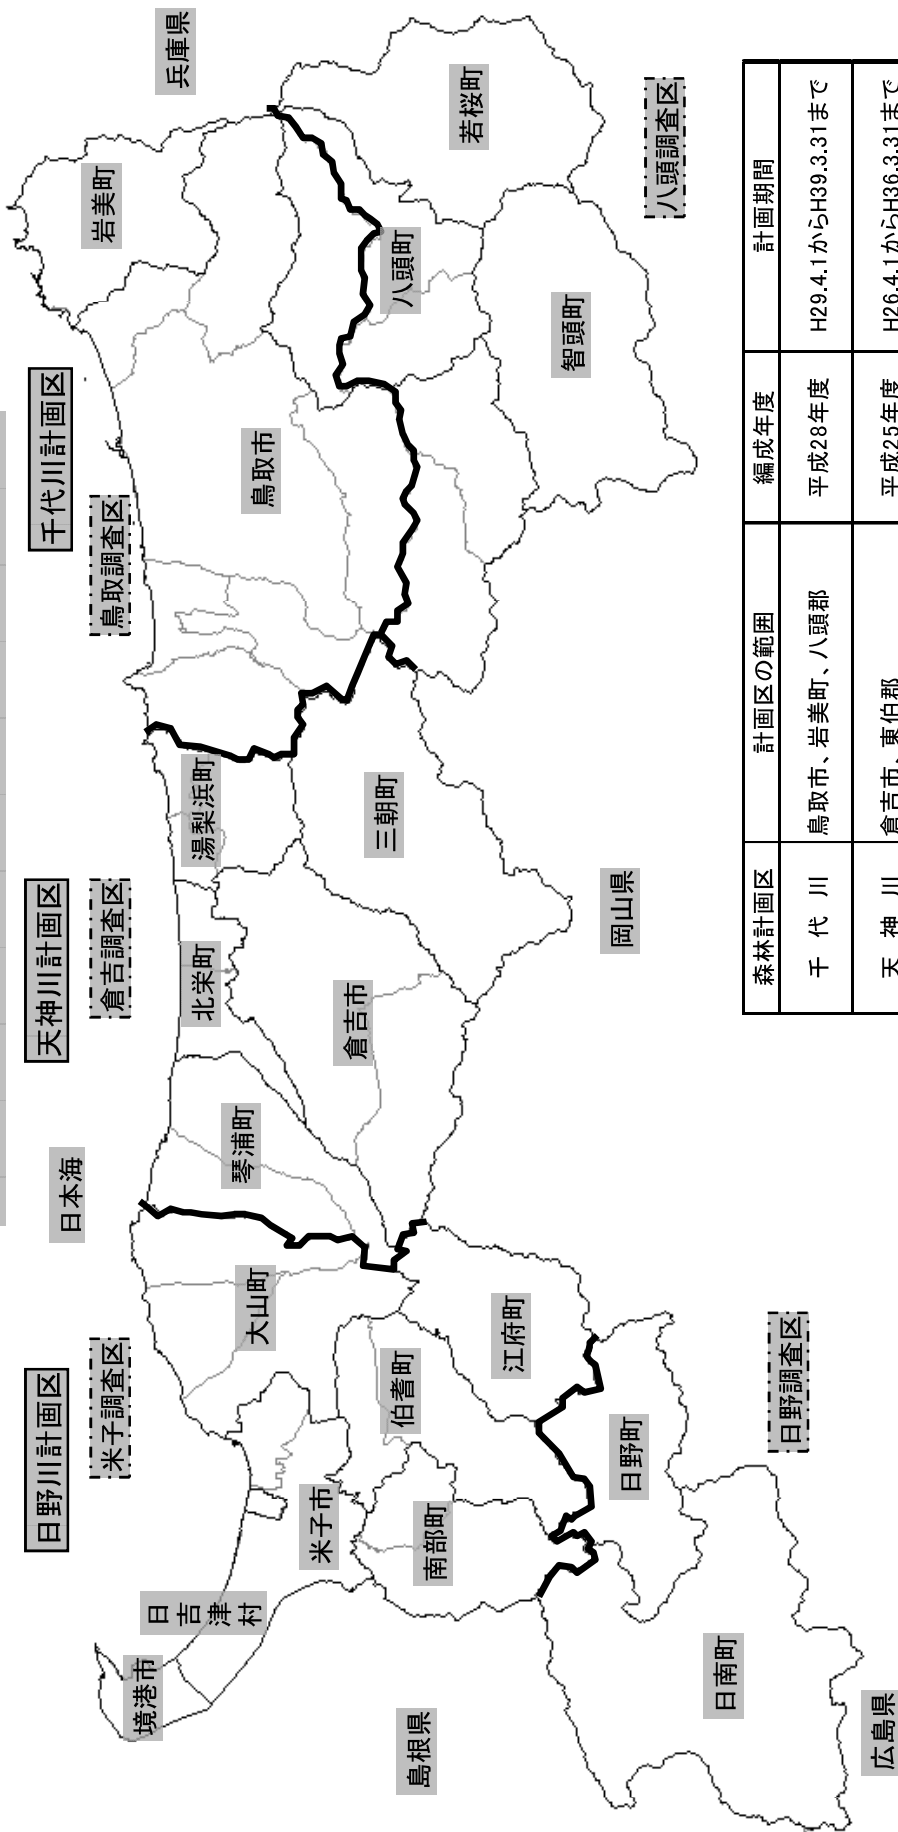 日本海
兵庫県
岡山県
島根県
広島県
日野川計画区
天神川計画区
千代川計画区
米子調査区
倉吉調査区
鳥取調査区
日野調査区
八頭調査区
境港市
日吉津村
米子市
大山町
伯耆町
南部町
江府町
日野町
日南町
琴浦町
北栄町
湯梨浜町
倉吉市
三朝町
鳥取市
岩美町
八頭町
若桜町
智頭町
森林計画区 計画区の範囲 編成年度 計画期間
千代川 鳥取市、岩美町、八頭郡 平成28年度 H29.4.1からH39.3.31まで
天神川 倉吉市、東伯郡 平成25年度 H26.4.1からH36.3.31まで